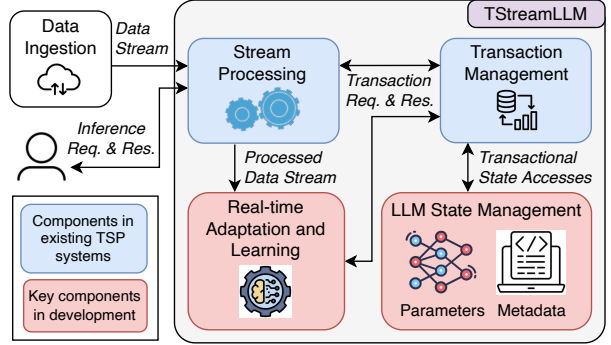 TStreamLLM
Data
Ingestion
Data
Stream
Stream
Processing
Transaction
Req. & Res.
Transaction
Management
Inference
Req. & Res.
Processed
Data Stream
Transactional
State Accesses
Real-time
Adaptation and
Learning
LLM State Management
</>
Parameters
Metadata
Components in
existing TSP
systems
Key components
in development